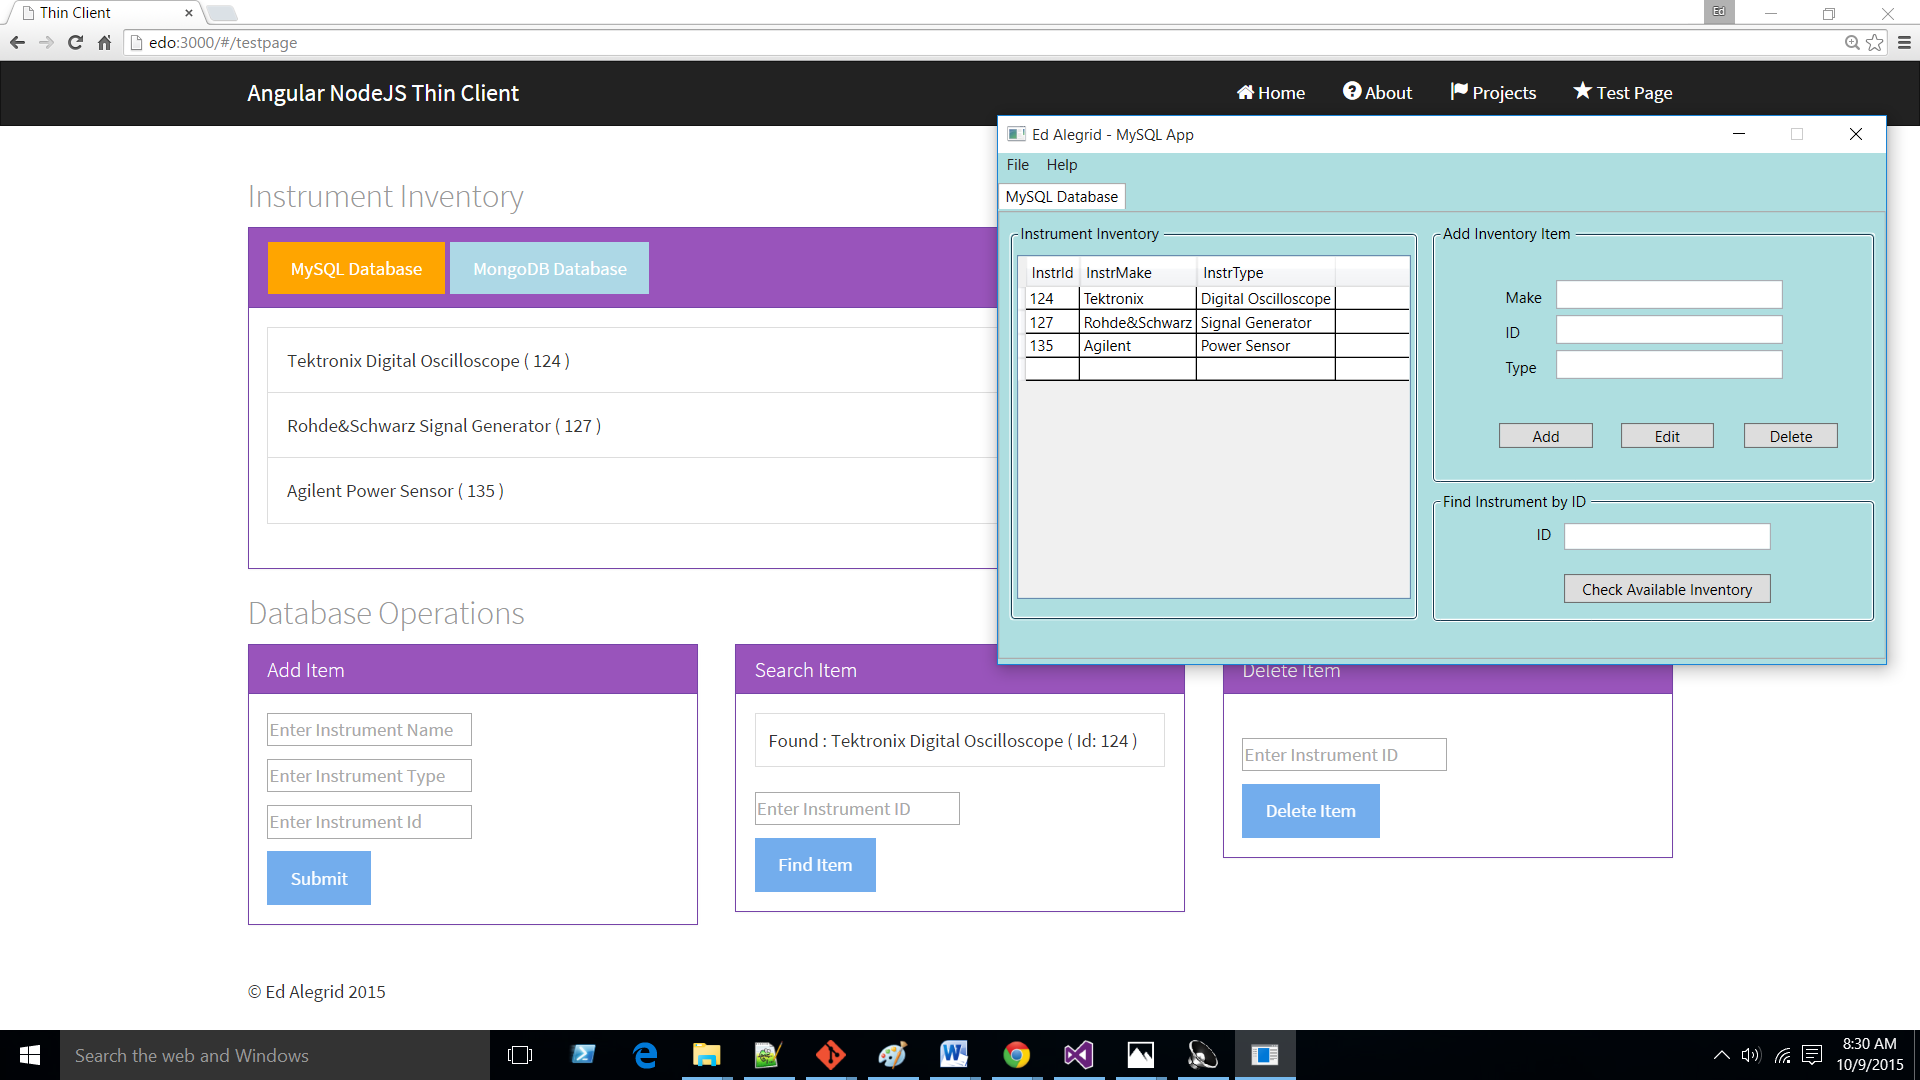 Thin Client
Ed
edo:3000/#/testpage
Angular NodeJS Thin Client
Home
About
Projects
Test Page
Instrument Inventory
MySQL Database
MongoDB Database
Tektronix Digital Oscilloscope ( 124 )
Rohde&Schwarz Signal Generator ( 127 )
Agilent Power Sensor ( 135 )
Ed Alegrid - MySQL App
File Help
MySQL Database
Instrument Inventory
InstrId InstrMake InstrType
124 Tektronix Digital Oscilloscope
127 Rohde&Schwarz Signal Generator
135 Agilent Power Sensor
Add Inventory Item
Make
ID
Type
Add Edit Delete
Find Instrument by ID
ID
Check Available Inventory
Database Operations
Add Item
Enter Instrument Name
Enter Instrument Type
Enter Instrument Id
Submit
Search Item
Found : Tektronix Digital Oscilloscope ( Id: 124 )
Enter Instrument ID
Find Item
Delete Item
Enter Instrument ID
Delete Item
© Ed Alegrid 2015
Search the web and Windows
8:30 AM
10/9/2015